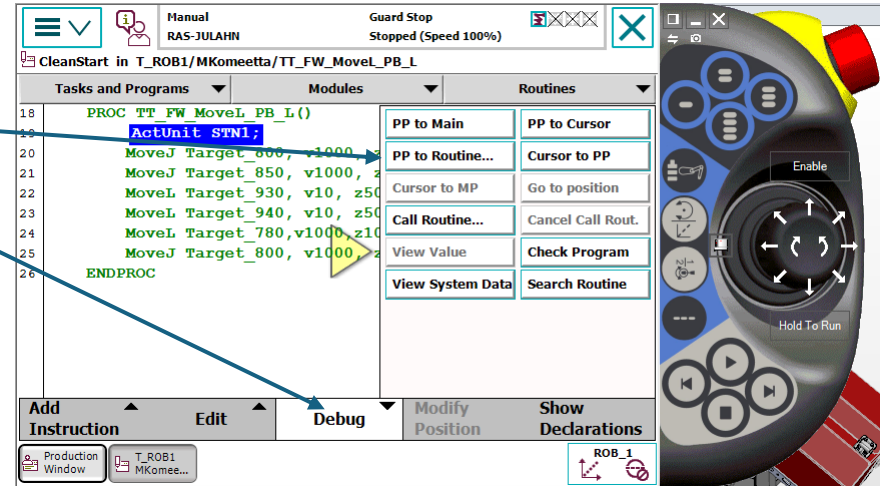 Manual
RAS-JULAHN
Guard Stop
Stopped (Speed 100%)
CleanStart in T_ROB1/MKomeetta/TT_FW_MoveL_PB_L
Tasks and Programs
Modules
Routines
18 PROC TT_FW_MoveL_PB_L()
19 ActUnit STN1;
20 MoveJ Target_800, v1000, z
21 MoveJ Target_850, v1000, z
22 MoveL Target_930, v10, z50
23 MoveL Target_940, v10, z50
24 MoveL Target_780,v1000,z10
25 MoveJ Target_800, v1000, z
26 ENDPROC
PP to Main
PP to Cursor
PP to Routine...
Cursor to PP
Cursor to MP
Go to position
Call Routine...
Cancel Call Rout.
View Value
Check Program
View System Data
Search Routine
Add Instruction
Edit
Debug
Modify Position
Show Declarations
Production Window
T_ROB1 MKomee...
ROB_1
Enable
Hold To Run